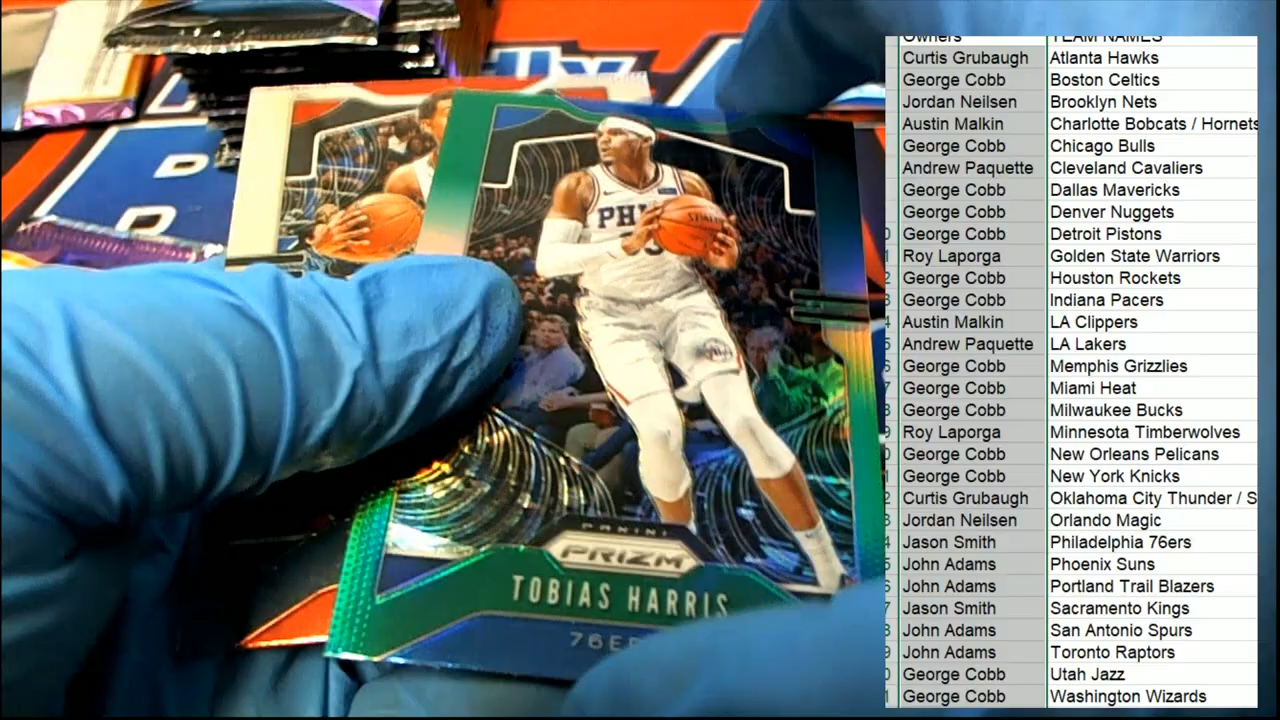 PHI
SPALDING
PANINI
PRIZM
TOBIAS HARRIS
76ER
Owners TEAM NAMES
Curtis Grubaugh Atlanta Hawks
George Cobb Boston Celtics
Jordan Neilsen Brooklyn Nets
Austin Malkin Charlotte Bobcats / Hornets
George Cobb Chicago Bulls
Andrew Paquette Cleveland Cavaliers
George Cobb Dallas Mavericks
George Cobb Denver Nuggets
George Cobb Detroit Pistons
Roy Laporga Golden State Warriors
George Cobb Houston Rockets
George Cobb Indiana Pacers
Austin Malkin LA Clippers
Andrew Paquette LA Lakers
George Cobb Memphis Grizzlies
George Cobb Miami Heat
George Cobb Milwaukee Bucks
Roy Laporga Minnesota Timberwolves
George Cobb New Orleans Pelicans
George Cobb New York Knicks
Curtis Grubaugh Oklahoma City Thunder / S
Jordan Neilsen Orlando Magic
Jason Smith Philadelphia 76ers
John Adams Phoenix Suns
John Adams Portland Trail Blazers
Jason Smith Sacramento Kings
John Adams San Antonio Spurs
John Adams Toronto Raptors
George Cobb Utah Jazz
George Cobb Washington Wizards